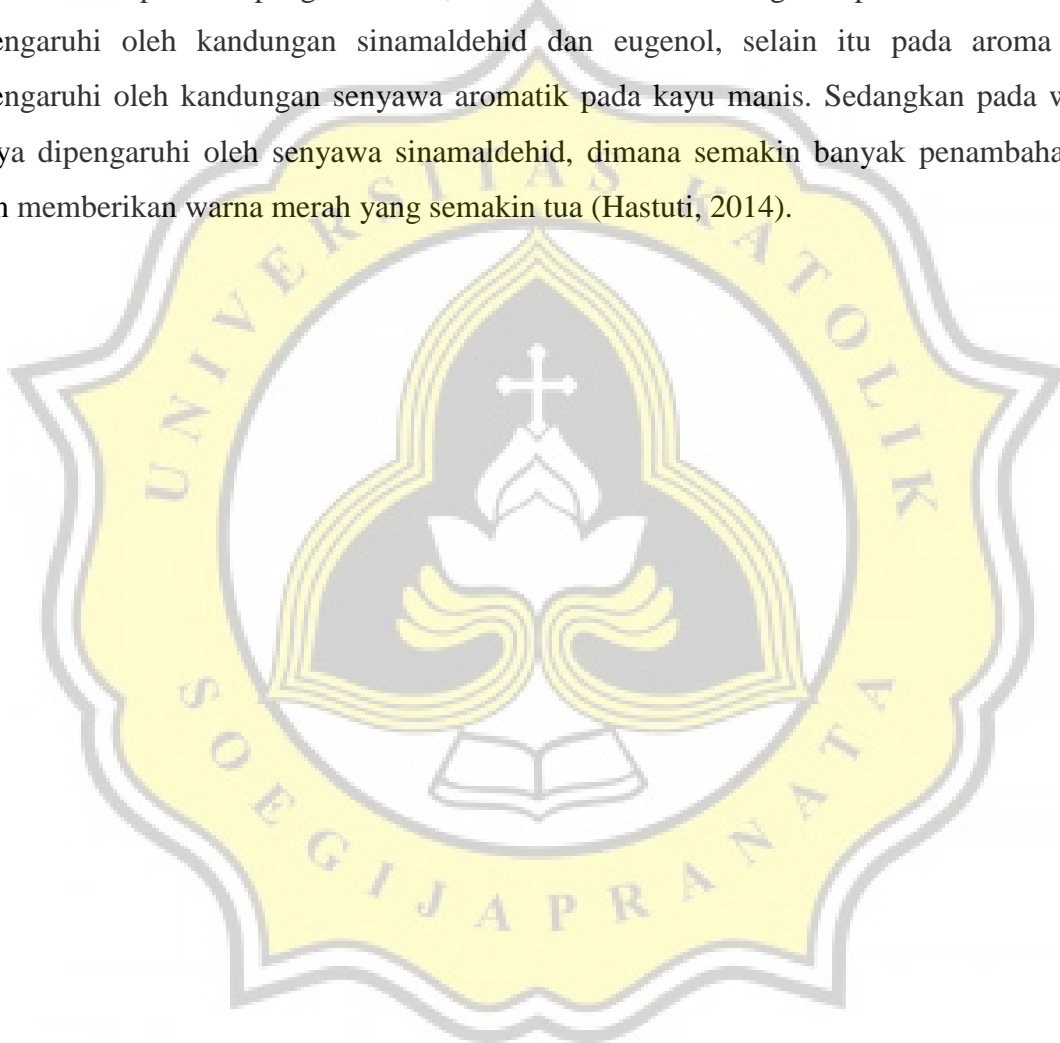 engaruhi oleh kandungan sinamaldehid dan eugenol, selain itu pada aroma
engaruhi oleh kandungan senyawa aromatik pada kayu manis. Sedangkan pada w
ya dipengaruhi oleh senyawa sinamaldehid, dimana semakin banyak penambaha
n memberikan warna merah yang semakin tua (Hastuti, 2014).
UNIVERSITAS KATOLIK
SOEGIJAPRANATA